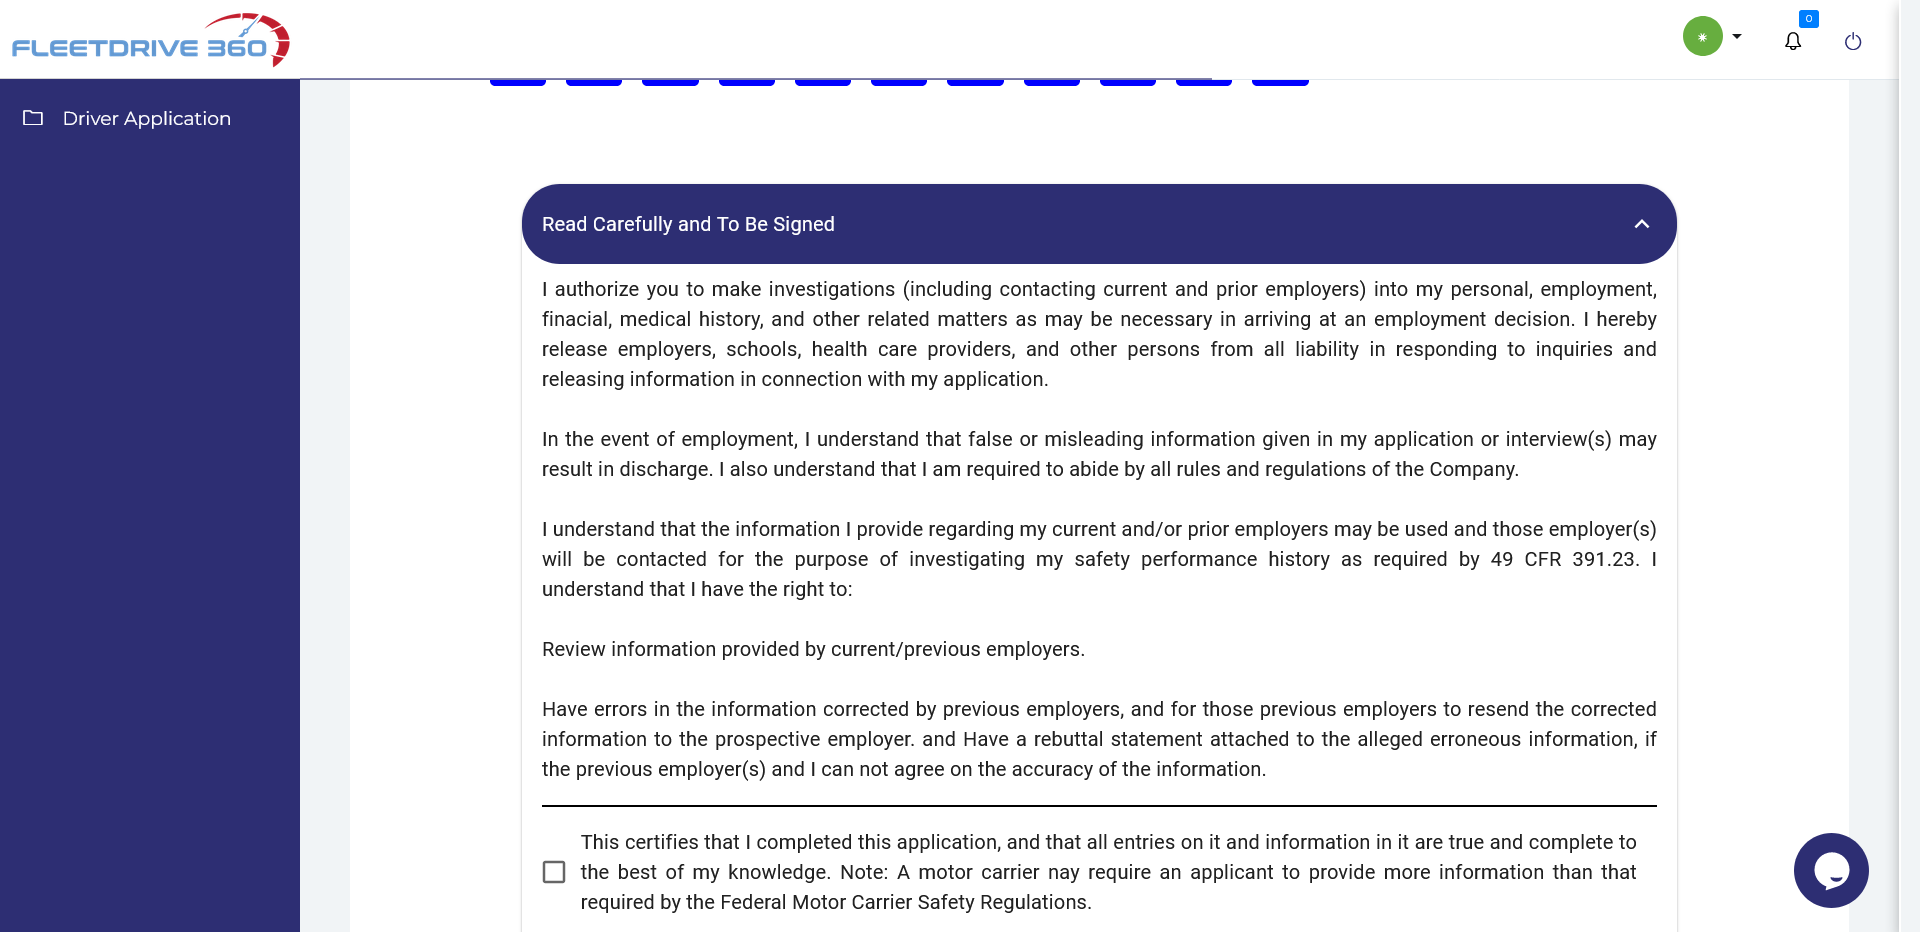 FLEETDRIVE 360
0
*
Driver Application
Read Carefully and To Be Signed
I authorize you to make investigations (including contacting current and prior employers) into my personal, employment,
finacial, medical history, and other related matters as may be necessary in arriving at an employment decision. I hereby
release employers, schools, health care providers, and other persons from all liability in responding to inquiries and
releasing information in connection with my application.
In the event of employment, I understand that false or misleading information given in my application or interview(s) may
result in discharge. I also understand that I am required to abide by all rules and regulations of the Company.
I understand that the information I provide regarding my current and/or prior employers may be used and those employer(s)
will be contacted for the purpose of investigating my safety performance history as required by 49 CFR 391.23. I
understand that I have the right to:
Review information provided by current/previous employers.
Have errors in the information corrected by previous employers, and for those previous employers to resend the corrected
information to the prospective employer. and Have a rebuttal statement attached to the alleged erroneous information, if
the previous employer(s) and I can not agree on the accuracy of the information.
This certifies that I completed this application, and that all entries on it and information in it are true and complete to
the best of my knowledge. Note: A motor carrier nay require an applicant to provide more information than that
required by the Federal Motor Carrier Safety Regulations.